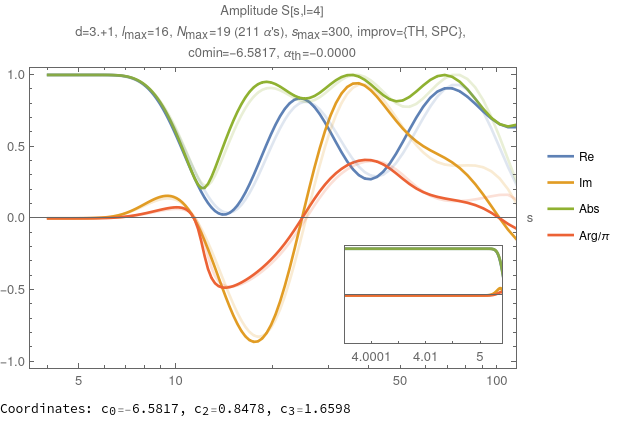 Amplitude S[s,l=4]
d=3.+1, lmax=16, Nmax=19 (211 α's), smax=300, improv={TH, SPC},
c0min=-6.5817, αth=-0.0000
1.0
0.5
0.0
-0.5
-1.0
5 10 50 100
s
4.0001 4.01 5
Re
Im
Abs
Arg/π
Coordinates: c0=-6.5817, c2=0.8478, c3=1.6598